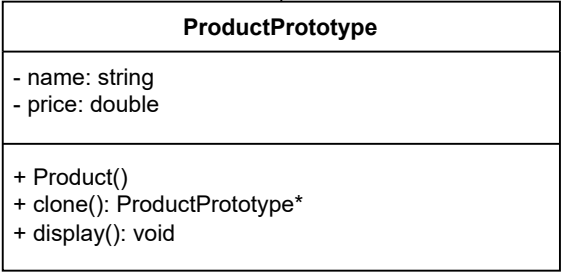 ProductPrototype
- name: string
- price: double
+ Product()
+ clone(): ProductPrototype*
+ display(): void